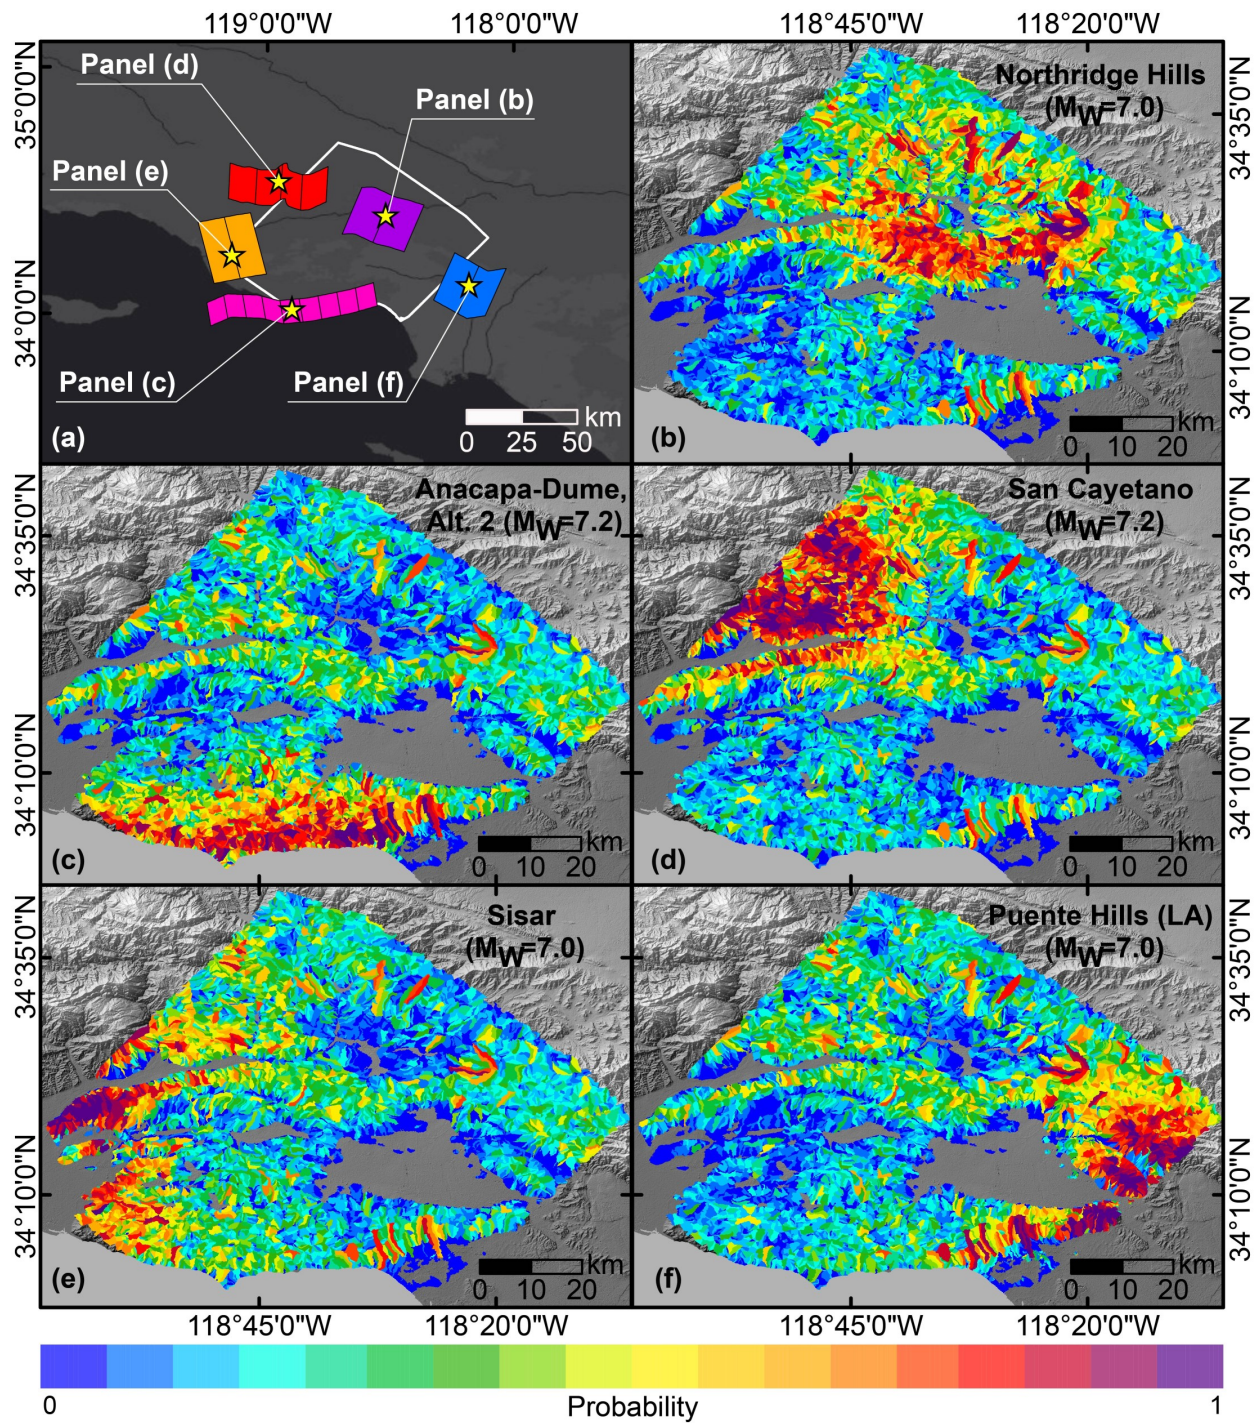 119°0'0"W
118°0'0"W
118°45'0"W
118°20'0"W
35°0'0"N
34°0'0"N
Panel (d)
Panel (b)
Panel (e)
Panel (c)
Panel (f)
km
0 25 50
(a)
Northridge Hills
(MW=7.0)
34°35'0"N
34°10'0"N
km
0 10 20
(b)
Anacapa-Dume,
Alt. 2 (MW=7.2)
34°35'0"N
34°10'0"N
km
0 10 20
(c)
San Cayetano
(MW=7.2)
34°35'0"N
34°10'0"N
km
0 10 20
(d)
Sisar
(MW=7.0)
34°35'0"N
34°10'0"N
km
0 10 20
(e)
Puente Hills (LA)
(MW=7.0)
34°35'0"N
34°10'0"N
km
0 10 20
(f)
118°45'0"W
118°20'0"W
118°45'0"W
118°20'0"W
0
Probability
1